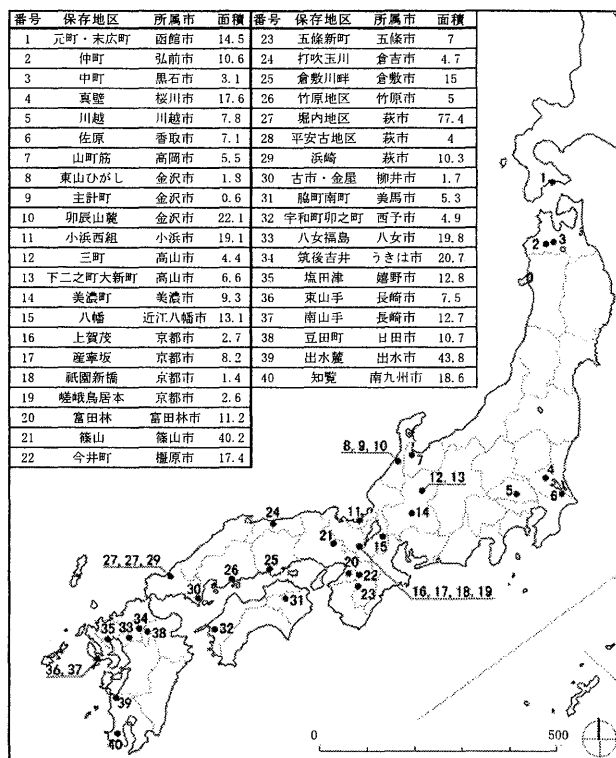 番号 保存地区 所属市 面積 番号 保存地区 所属市 面積
1 元町・末広町 函館市 14.5 23 五條新町 五條市 7
2 仲町 弘前市 10.6 24 打吹玉川 倉吉市 4.7
3 中町 黒石市 3.1 25 倉敷川畔 倉敷市 15
4 真壁 桜川市 17.6 26 竹原地区 竹原市 5
5 川越 川越市 7.8 27 堀内地区 萩市 77.4
6 佐原 香取市 7.1 28 平安古地区 萩市 4
7 山町筋 高岡市 5.5 29 浜崎 萩市 10.3
8 東山ひがし 金沢市 1.8 30 古市・金屋 柳井市 1.7
9 主計町 金沢市 0.6 31 脇町南町 美馬市 5.3
10 卯辰山麓 金沢市 22.1 32 宇和町卯之町 西予市 4.9
11 小浜西組 小浜市 19.1 33 八女福島 八女市 19.8
12 三町 高山市 4.4 34 筑後吉井 うきは市 20.7
13 下二之町大新町 高山市 6.6 35 塩田津 嬉野市 12.8
14 美濃町 美濃市 9.3 36 東山手 長崎市 7.5
15 八幡 近江八幡市 13.1 37 南山手 長崎市 12.7
16 上賀茂 京都市 2.7 38 豆田町 日田市 10.7
17 産寧坂 京都市 8.2 39 出水麓 出水市 43.8
18 祇園新橋 京都市 1.4 40 知覧 南九州市 18.6
19 嵯峨鳥居本 京都市 2.6
20 富田林 富田林市 11.2
21 篠山 篠山市 40.2
22 今井町 橿原市 17.4
1
2 3
8, 9, 10 7
12, 13 4
5 6
11 14
24
21 15
27, 27, 29 26 25 20 22
16, 17, 18, 19
30 31 23
34
35 33 38 32
36, 37
39
40
0 500